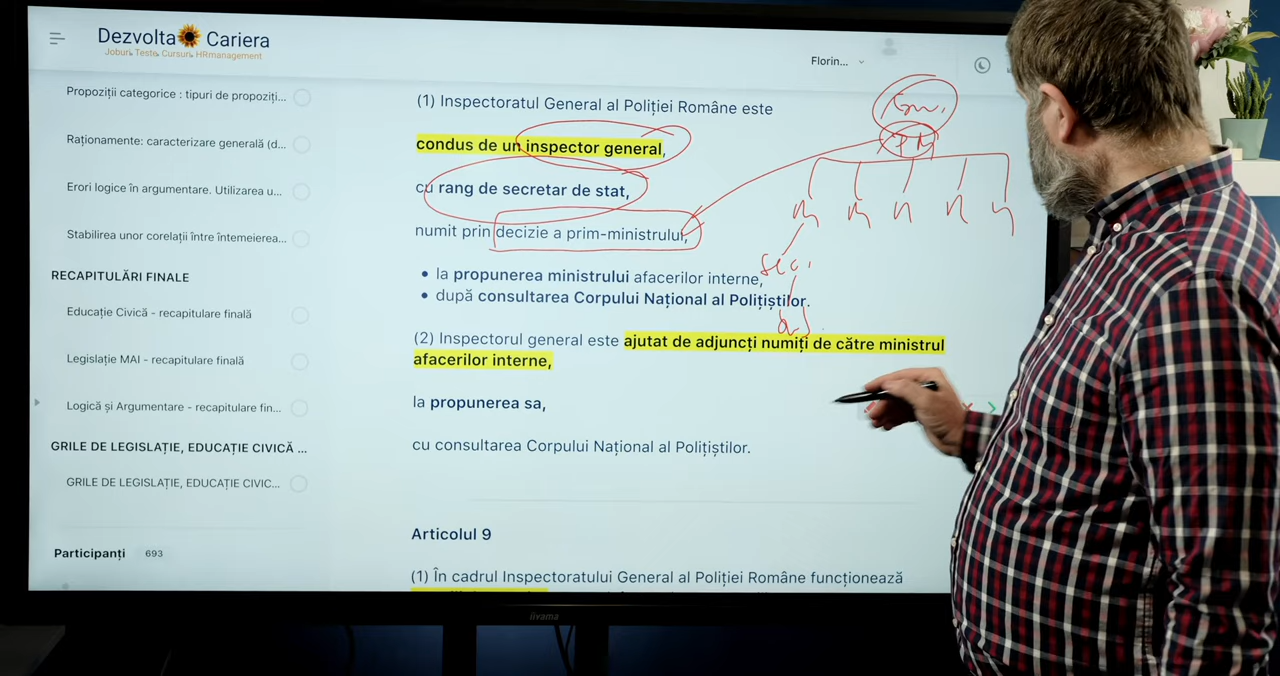 Dezvoltă Cariera
Joburi, Teste, Cursuri, HRmanagement
Florin...
Propoziții categorice : tipuri de propoziți...
Raționamente: caracterizare generală (d...
Erori logice în argumentare. Utilizarea u...
Stabilirea unor corelații între întemeierea...
RECAPITULĂRI FINALE
Educație Civică - recapitulare finală
Legislație MAI - recapitulare finală
Logică și Argumentare - recapitulare fin...
GRILE DE LEGISLAȚIE, EDUCAȚIE CIVICĂ ...
GRILE DE LEGISLAȚIE, EDUCAȚIE CIVIC...
Participanți 693
(1) Inspectoratul General al Poliției Române este
condus de un inspector general,
cu rang de secretar de stat,
numit prin decizie a prim-ministrului,
• la propunerea ministrului afacerilor interne,
• după consultarea Corpului Național al Polițiștilor.
(2) Inspectorul general este ajutat de adjuncți numiți de către ministrul
afacerilor interne,
la propunerea sa,
cu consultarea Corpului Național al Polițiștilor.
Articolul 9
(1) În cadrul Inspectoratului General al Poliției Române funcționează
PM
m m n n n
iiyama